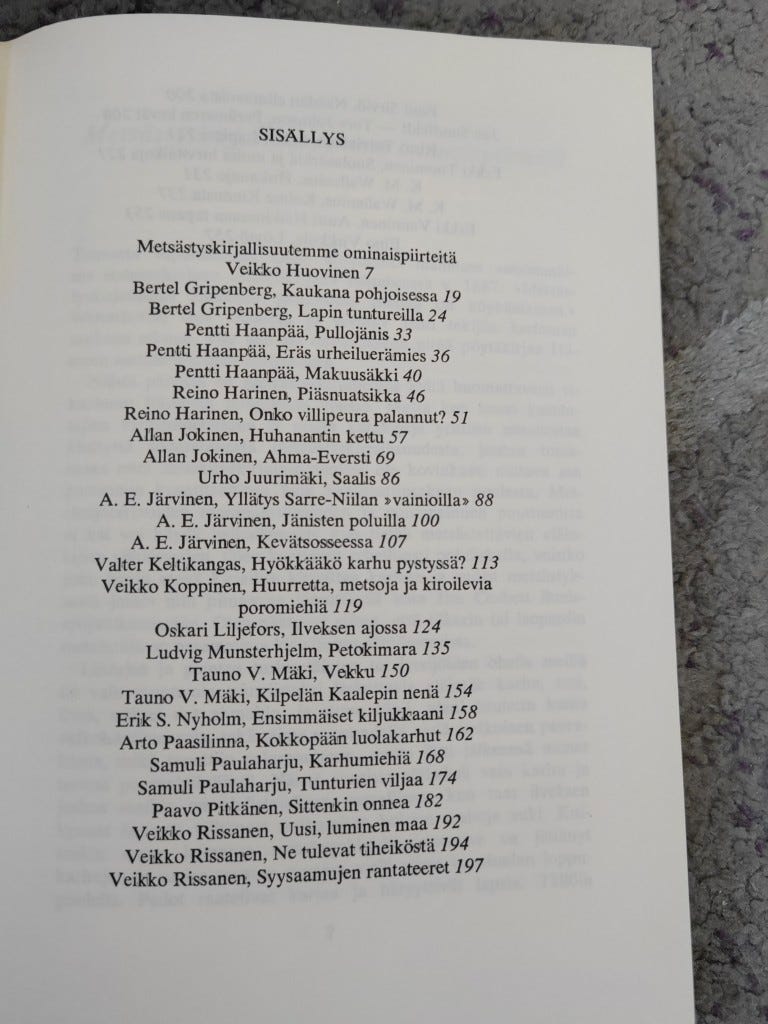 SISÄLLYS
Metsästyskirjallisuutemme ominaispiirteitä
Veikko Huovinen 7
Bertel Gripenberg, Kaukana pohjoisessa 19
Bertel Gripenberg, Lapin tuntureilla 24
Pentti Haanpää, Pullojänis 33
Pentti Haanpää, Eräs urheiluerämies 36
Pentti Haanpää, Makuusäkki 40
Reino Harinen, Piäsnuatsikka 46
Reino Harinen, Onko villipeura palannut? 51
Allan Jokinen, Huhanantin kettu 57
Allan Jokinen, Ahma-Eversti 69
Urho Juurimäki, Saalis 86
A. E. Järvinen, Yllätys Sarre-Niilan »vainioilla» 88
A. E. Järvinen, Jänisten poluilla 100
A. E. Järvinen, Kevätsosseessa 107
Valter Keltikangas, Hyökkääkö karhu pystyssä? 113
Veikko Koppinen, Huurretta, metsoja ja kiroilevia
poromiehiä 119
Oskari Liljefors, Ilveksen ajossa 124
Ludvig Munsterhjelm, Petokimara 135
Tauno V. Mäki, Vekku 150
Tauno V. Mäki, Kilpelän Kaalepin nenä 154
Erik S. Nyholm, Ensimmäiset kiljukkaani 158
Arto Paasilinna, Kokkopään luolakarhut 162
Samuli Paulaharju, Karhumiehiä 168
Samuli Paulaharju, Tunturien viljaa 174
Paavo Pitkänen, Sittenkin onnea 182
Veikko Rissanen, Uusi, luminen maa 192
Veikko Rissanen, Ne tulevat tiheiköstä 194
Veikko Rissanen, Syysaamujen rantateeret 197